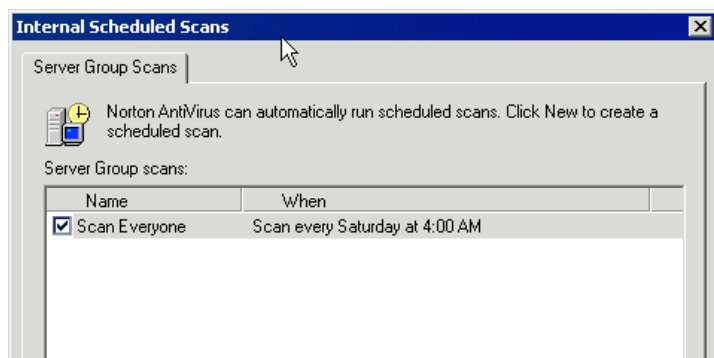 Internal Scheduled Scans
Server Group Scans
Norton AntiVirus can automatically run scheduled scans. Click New to create a
scheduled scan.
Server Group scans:
Name When
Scan Everyone Scan every Saturday at 4:00 AM